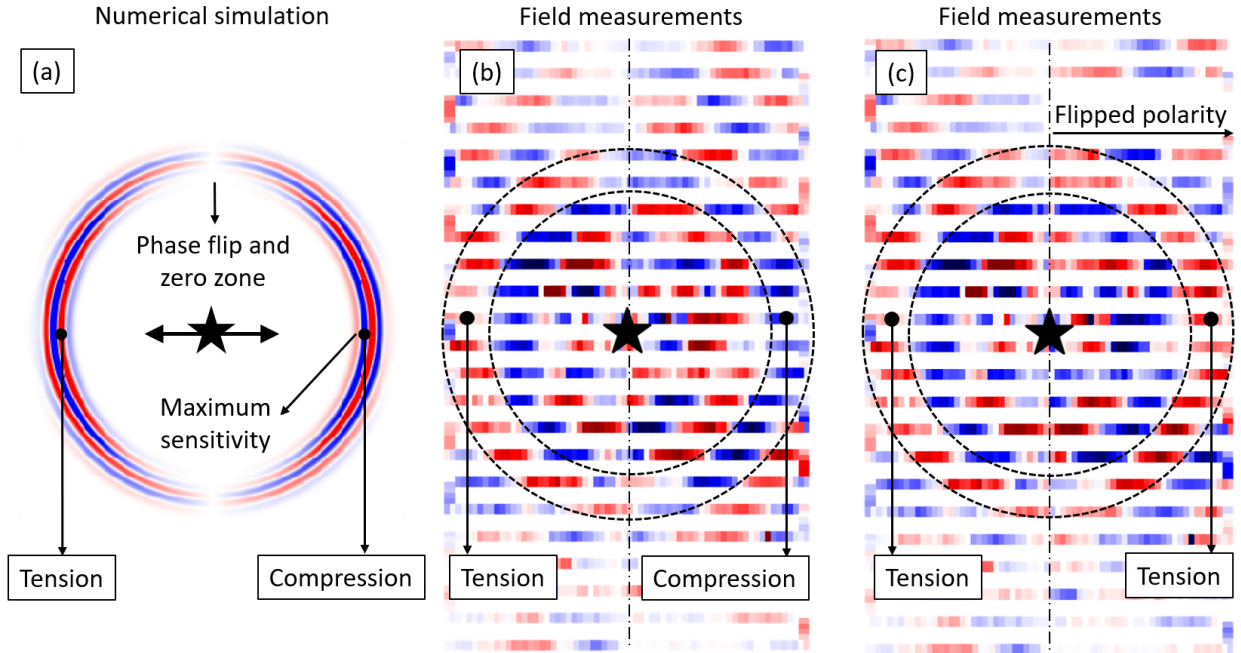 Numerical simulation
Field measurements
Field measurements
(a)
(b)
(c)
Flipped polarity
Phase flip and
zero zone
Maximum
sensitivity
Tension
Compression
Tension
Compression
Tension
Tension